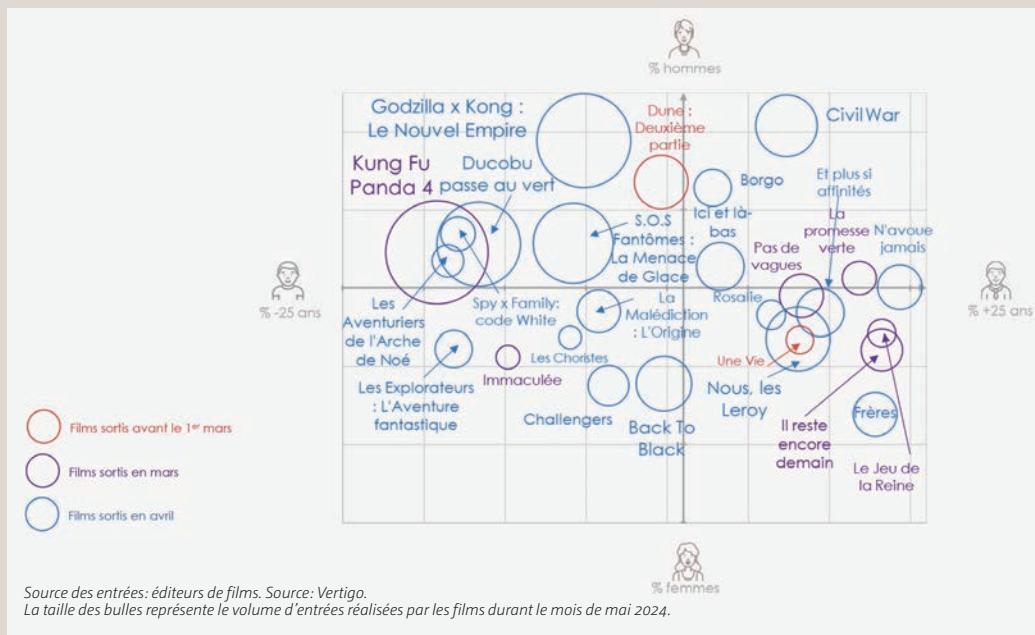 % hommes
Godzilla x Kong :
Le Nouvel Empire
Dune :
Deuxième
partie
Civil War
Kung Fu
Panda 4
Ducobu
passe au vert
Borgo
Et plus si
affinités
Ici et là-
bas
S.O.S
Fantômes :
La Menace
de Glace
La
promesse
verte
N'avoue
jamais
Pas de
vagues
% -25 ans
% +25 ans
Les
Aventuriers
de l'Arche
de Noé
Spy x Family:
code White
La
Malédiction
: L'Origine
Rosalie
Les Choristes
Une Vie
Immaculée
Les Explorateurs
: L'Aventure
fantastique
Challengers
Back To
Black
Nous, les
Leroy
Frères
Il reste
encore
demain
Le Jeu de
la Reine
Films sortis avant le 1er mars
Films sortis en mars
Films sortis en avril
% femmes
Source des entrées: éditeurs de films. Source: Vertigo.
La taille des bulles représente le volume d'entrées réalisées par les films durant le mois de mai 2024.